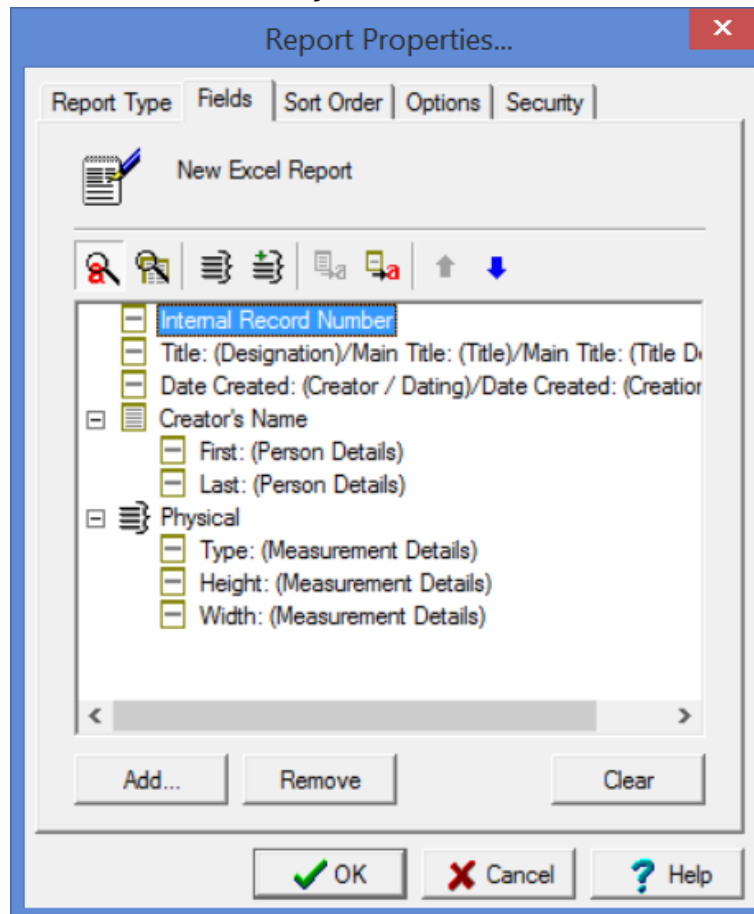 Report Properties...
Report Type Fields Sort Order Options Security
New Excel Report
Internal Record Number
Title: (Designation)/Main Title: (Title)/Main Title: (Title D
Date Created: (Creator / Dating)/Date Created: (Creation
Creator's Name
First: (Person Details)
Last: (Person Details)
Physical
Type: (Measurement Details)
Height: (Measurement Details)
Width: (Measurement Details)
Add... Remove Clear
OK Cancel Help